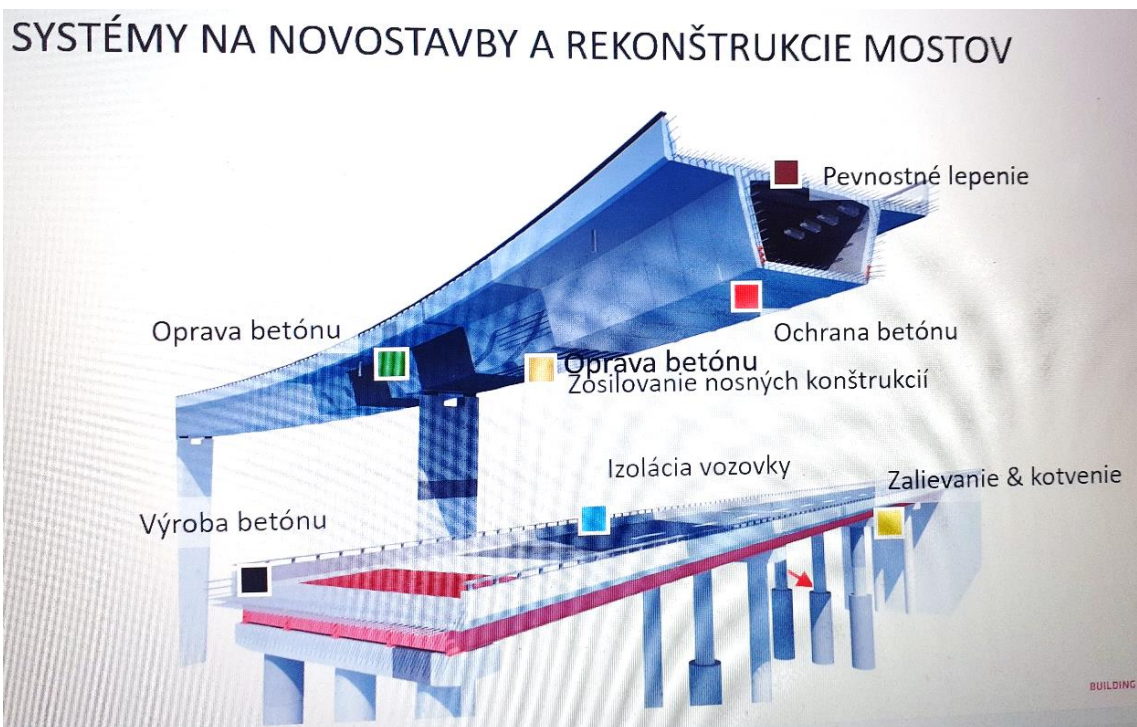 SYSTÉMY NA NOVOSTAVBY A REKONŠTRUKCIE MOSTOV
Pevnostné lepenie
Oprava betónu
Ochrana betónu
Oprava betónu
Zosilovanie nosných konštrukcií
Izolácia vozovky
Zalievanie & kotvenie
Výroba betónu
BUILDING